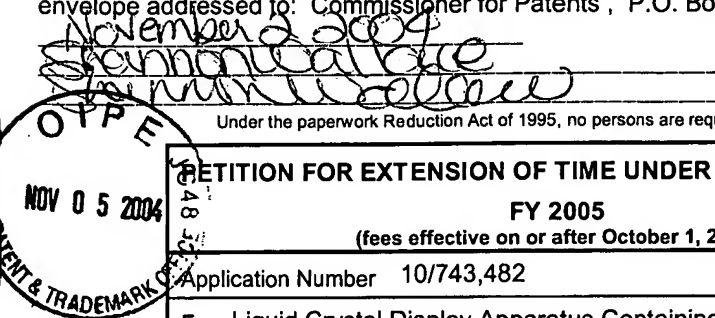 envelope addressed to: Commissioner for Patents , P.O. Bo
November 2 2004
Shannon Wallace
Shannon Wallace
Under the paperwork Reduction Act of 1995, no persons are requ
OIPE
NOV 0 5 2004
PATENT & TRADEMARK
PETITION FOR EXTENSION OF TIME UNDER
FY 2005
(fees effective on or after October 1, 2
Application Number 10/743,482
Liquid Crystal Display Apparatus Containing